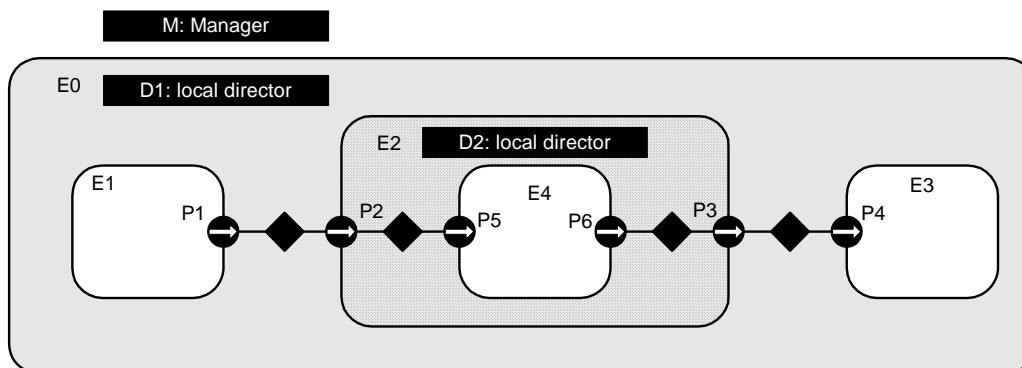 M: Manager
E0
D1: local director
E2
D2: local director
E1
E4
E3
P1
P2
P5
P6
P3
P4